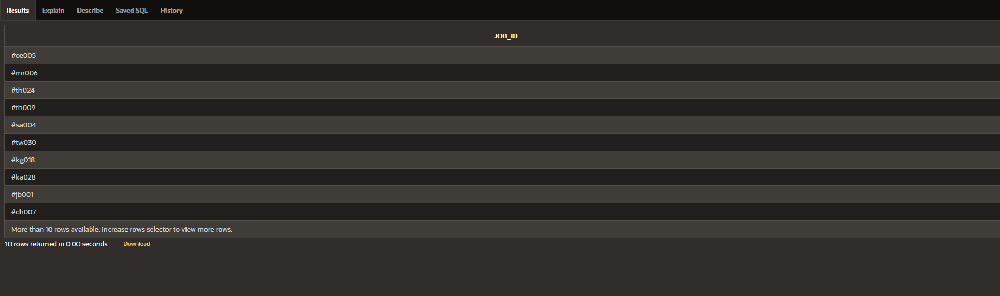 Results Explain Describe Saved SQL History
JOB_ID
#ce005
#mr006
#th024
#th009
#sa004
#tw030
#kg018
#ka028
#jb001
#ch007
More than 10 rows available. Increase rows selector to view more rows.
10 rows returned in 0.00 seconds Download